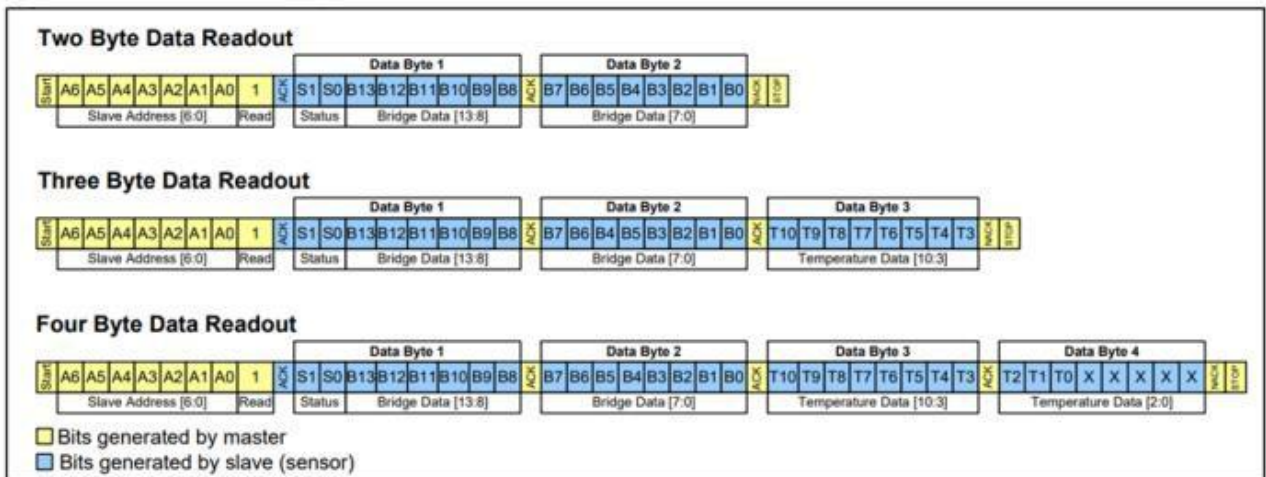 Two Byte Data Readout
Data Byte 1 Data Byte 2
Start A6 A5 A4 A3 A2 A1 A0 1 ACK S1 S0 B13 B12 B11 B10 B9 B8 ACK B7 B6 B5 B4 B3 B2 B1 B0 NACK STOP
Slave Address [6:0] Read Status Bridge Data [13:8] Bridge Data [7:0]
Three Byte Data Readout
Data Byte 1 Data Byte 2 Data Byte 3
Start A6 A5 A4 A3 A2 A1 A0 1 ACK S1 S0 B13 B12 B11 B10 B9 B8 ACK B7 B6 B4 B5 B3 B2 B1 B0 ACK T10 T9 T8 T7 T6 T5 T4 T3 NACK STOP
Slave Address [6:0] Read Status Bridge Data [13:8] Bridge Data [7:0] Temperature Data [10:3]
Four Byte Data Readout
Data Byte 1 Data Byte 2 Data Byte 3 Data Byte 4
Start A6 A5 A4 A3 A2 A1 A0 1 ACK S1 S0 B13 B12 B11 B10 B9 B8 ACK B7 B6 B5 B4 B3 B2 B1 B0 ACK T10 T9 T8 T7 T6 T5 T4 T3 ACK T2 T1 T0 X X X X X NACK STOP
Slave Address [6:0] Read Status Bridge Data [13:8] Bridge Data [7:0] Temperature Data [10:3] Temperature Data [2:0]
Bits generated by master
Bits generated by slave (sensor)